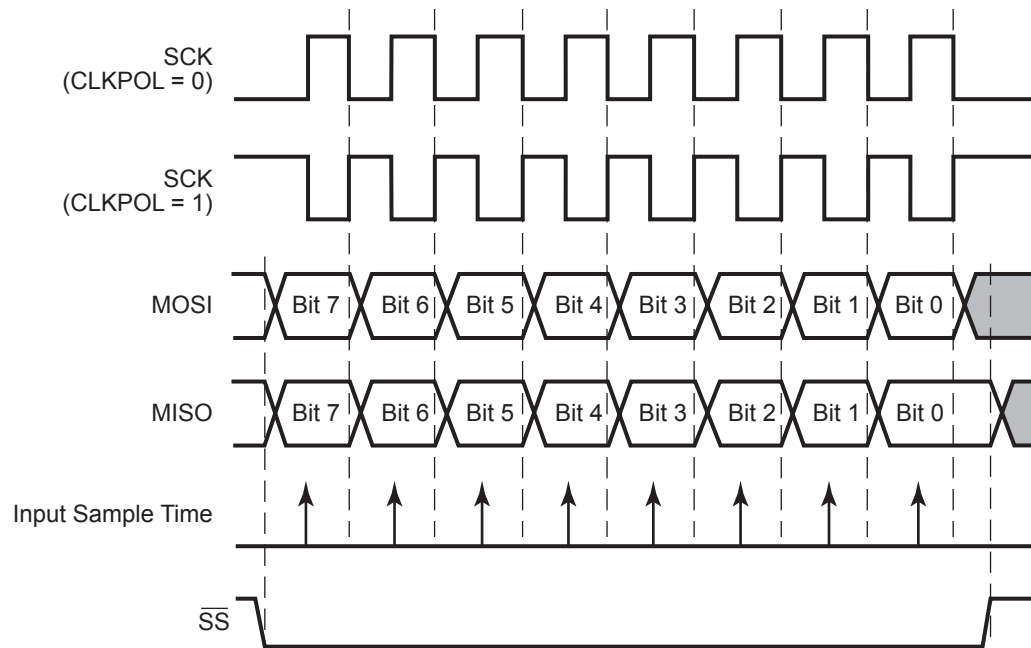 SCK
(CLKPOL = 0)
SCK
(CLKPOL = 1)
MOSI
Bit 7 Bit 6 Bit 5 Bit 4 Bit 3 Bit 2 Bit 1 Bit 0
MISO
Bit 7 Bit 6 Bit 5 Bit 4 Bit 3 Bit 2 Bit 1 Bit 0
Input Sample Time
S̅S̅